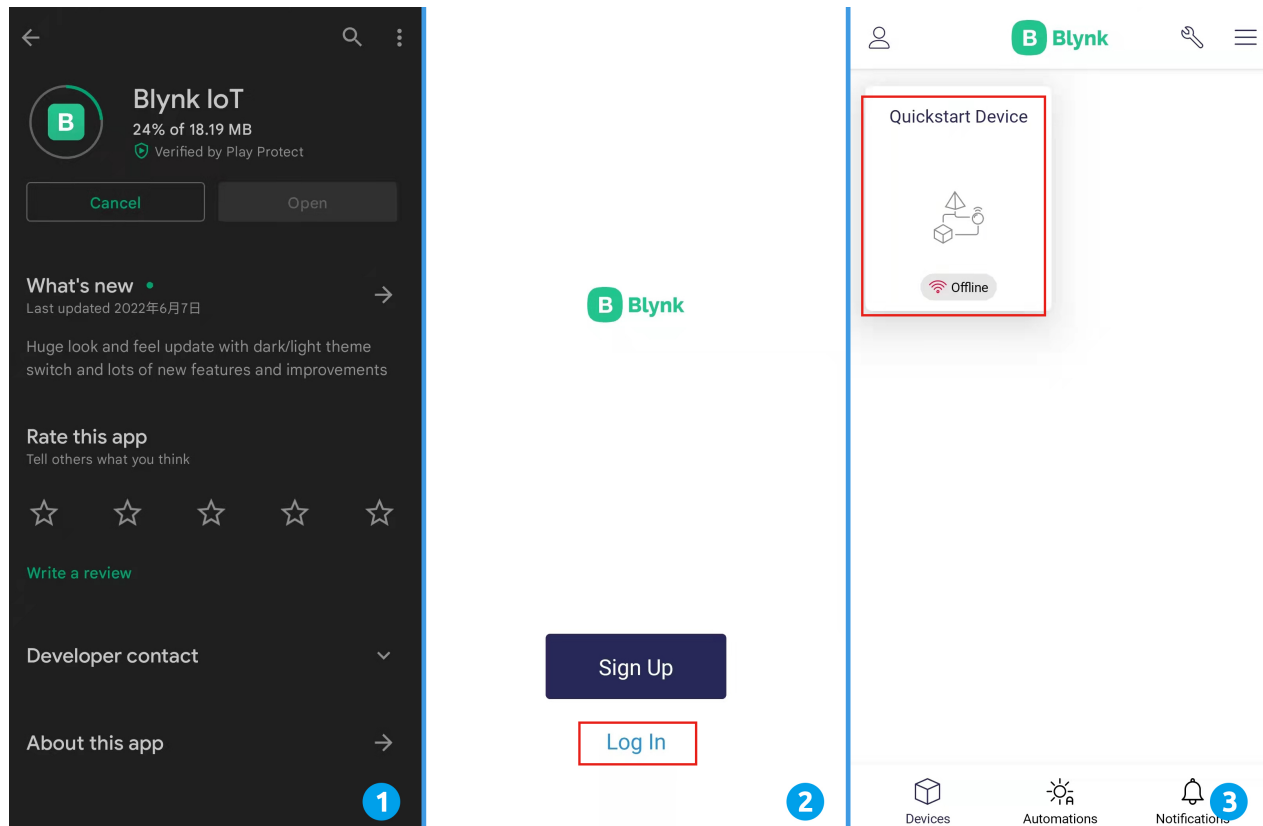 B
Blynk IoT
24% of 18.19 MB
Verified by Play Protect
Cancel
Open
What's new
Last updated 2022年6月7日
Huge look and feel update with dark/light theme
switch and lots of new features and improvements
Rate this app
Tell others what you think
Write a review
Developer contact
About this app
1
B Blynk
Sign Up
Log In
2
B Blynk
Quickstart Device
Offline
Devices
Automations
A
Notifications
3